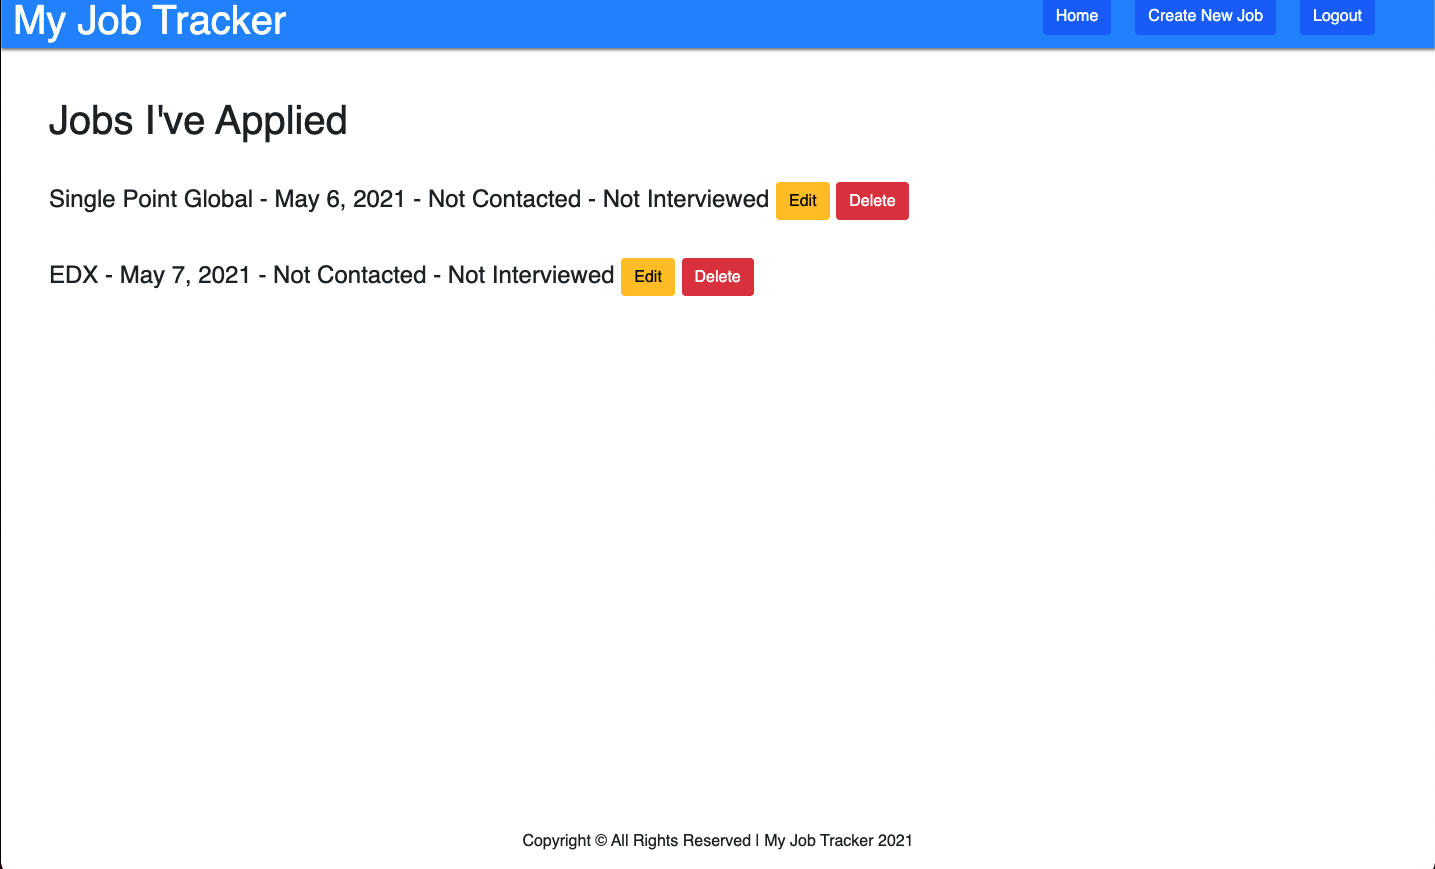 My Job Tracker Home Create New Job Logout
Jobs I've Applied
Single Point Global - May 6, 2021 - Not Contacted - Not Interviewed Edit Delete
EDX - May 7, 2021 - Not Contacted - Not Interviewed Edit Delete
Copyright © All Rights Reserved | My Job Tracker 2021